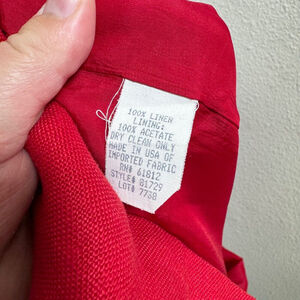 100% LINEN
LINING:
100% ACETATE
DRY CLEAN ONLY
MADE IN USA OF
IMPORTED FABRIC
RN# 61812
STYLE# 81729
LOT# 7738